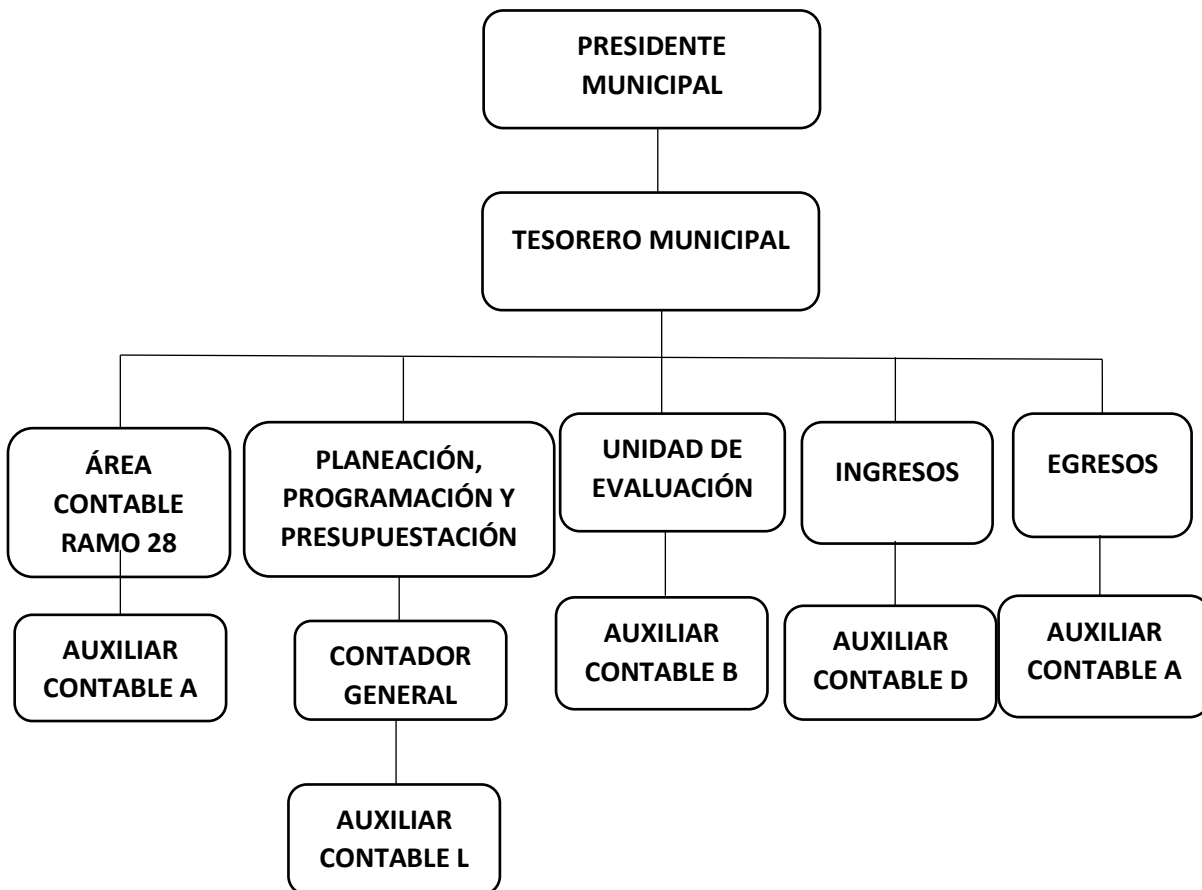 PRESIDENTE
MUNICIPAL
TESORERO MUNICIPAL
ÁREA
CONTABLE
RAMO 28
PLANEACIÓN,
PROGRAMACIÓN Y
PRESUPUESTACIÓN
UNIDAD DE
EVALUACIÓN
INGRESOS
EGRESOS
AUXILIAR
CONTABLE A
CONTADOR
GENERAL
AUXILIAR
CONTABLE B
AUXILIAR
CONTABLE D
AUXILIAR
CONTABLE A
AUXILIAR
CONTABLE L